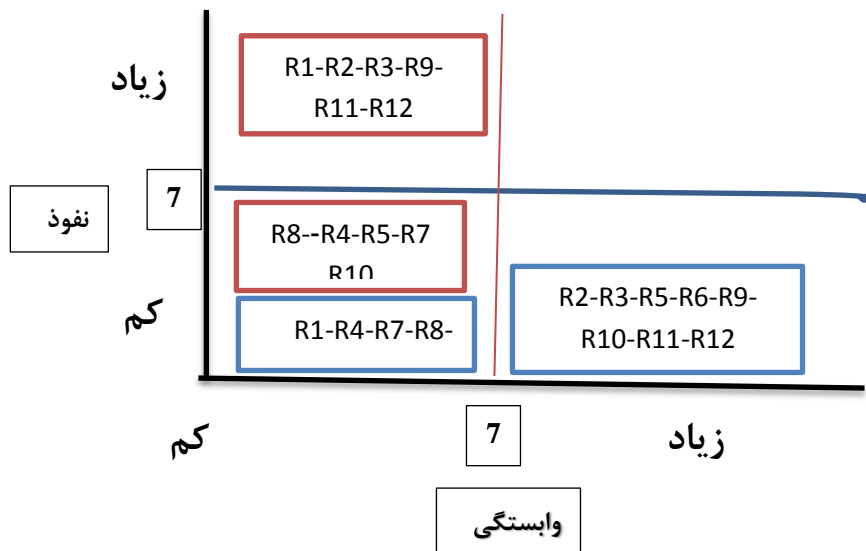 زیاد
R1-R2-R3-R9-
R11-R12
نفوذ
7
R8--R4-R5-R7
R10
کم
R1-R4-R7-R8-
R2-R3-R5-R6-R9-
R10-R11-R12
کم
7
زیاد
وابستگی